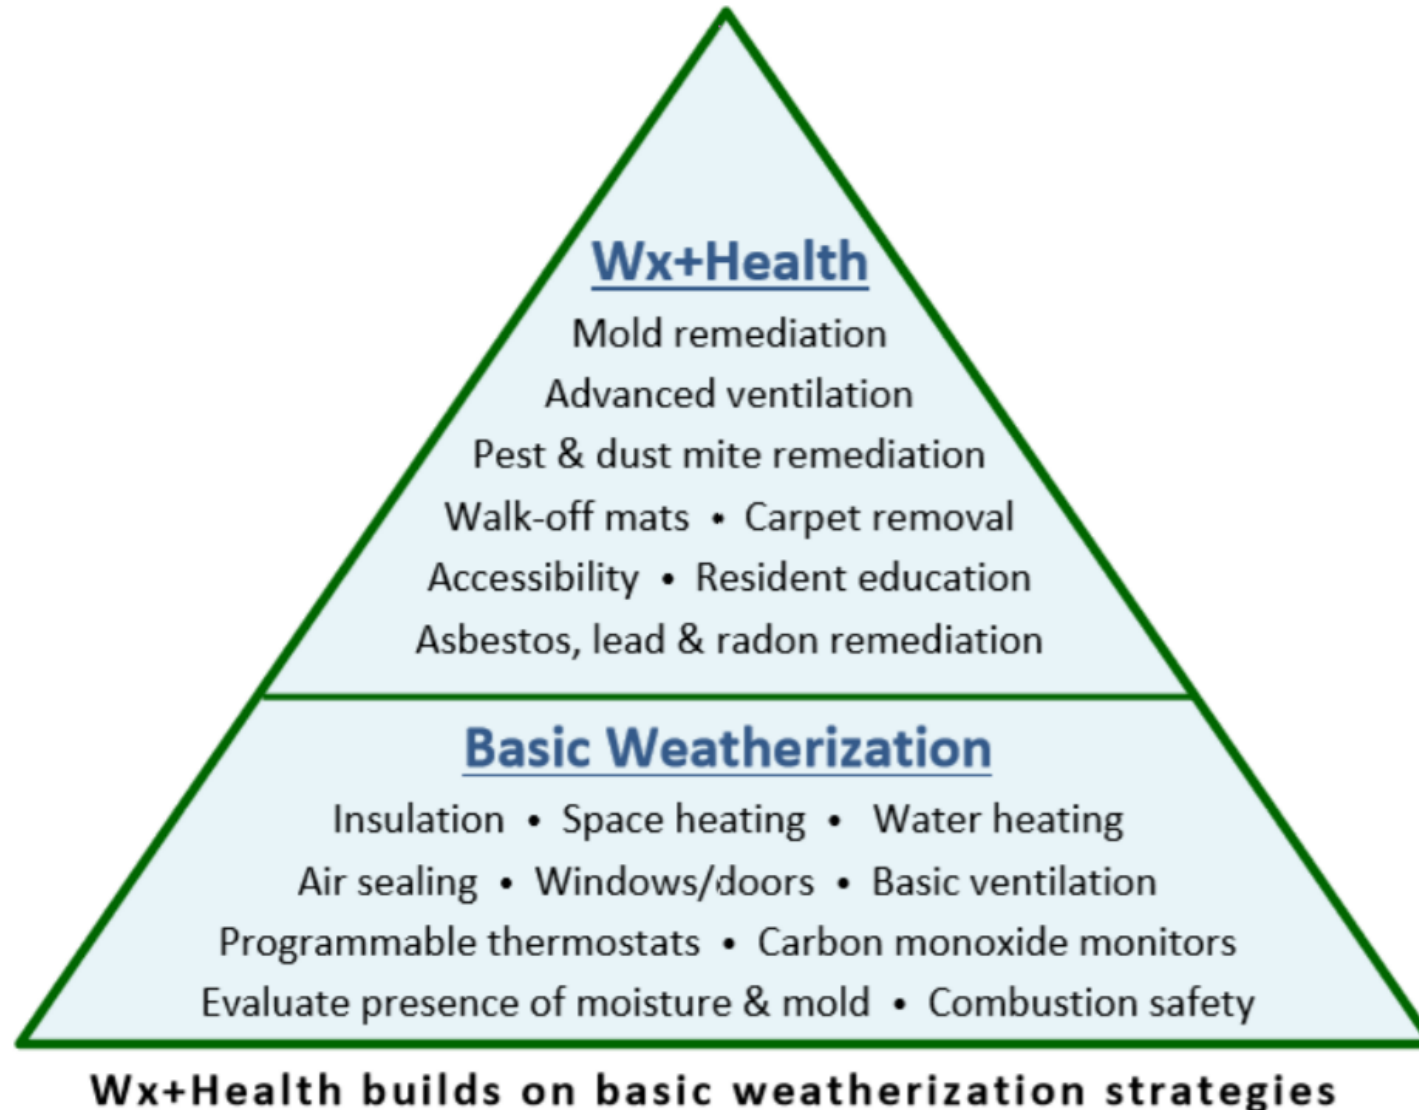 Wx+Health
Mold remediation
Advanced ventilation
Pest & dust mite remediation
Walk-off mats • Carpet removal
Accessibility • Resident education
Asbestos, lead & radon remediation
Basic Weatherization
Insulation • Space heating • Water heating
Air sealing • Windows/doors • Basic ventilation
Programmable thermostats • Carbon monoxide monitors
Evaluate presence of moisture & mold • Combustion safety
Wx+Health builds on basic weatherization strategies